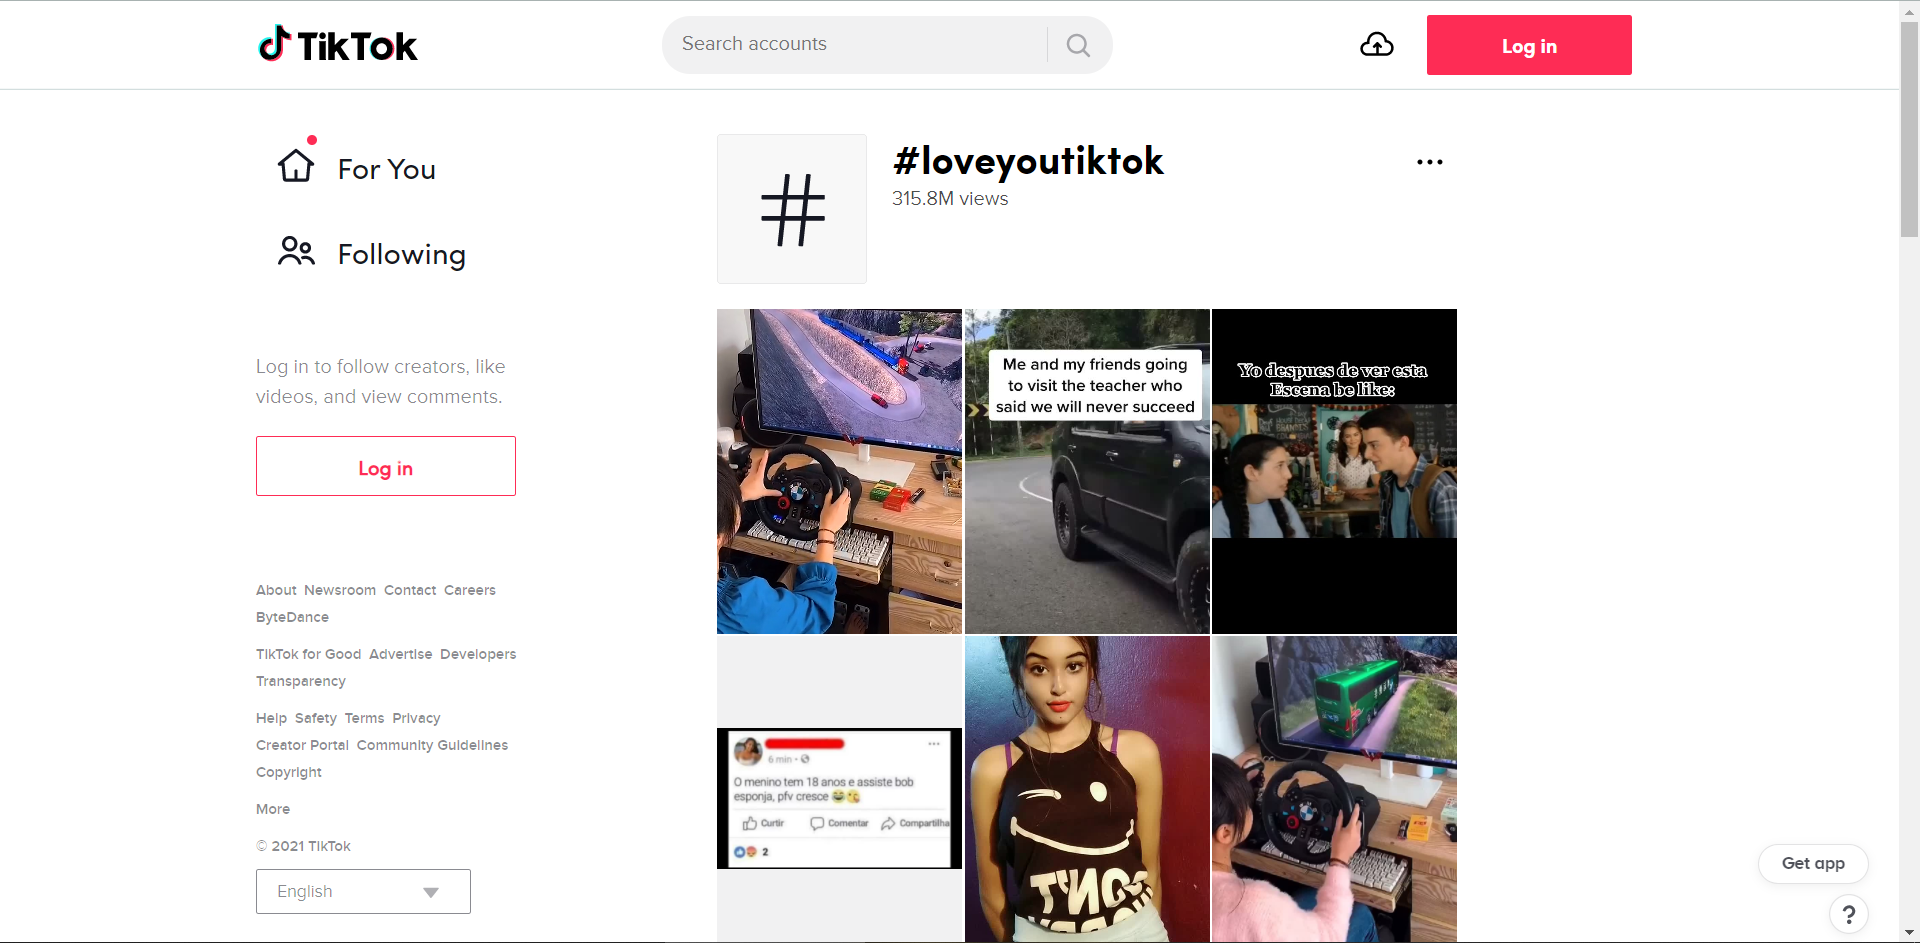 TikTok
Search accounts
Log in
For You
Following
Log in to follow creators, like
videos, and view comments.
Log in
About Newsroom Contact Careers
ByteDance
TikTok for Good Advertise Developers
Transparency
Help Safety Terms Privacy
Creator Portal Community Guidelines
Copyright
More
© 2021 TikTok
English
#loveyoutiktok
315.8M views
Me and my friends going
to visit the teacher who
said we will never succeed
Yo despues de ver esta
Escena be like:
6 min
O menino tem 18 anos e assiste bob
esponja, pfv cresce 😂😘
Curtir Comentar Compartilha
2
Get app
?